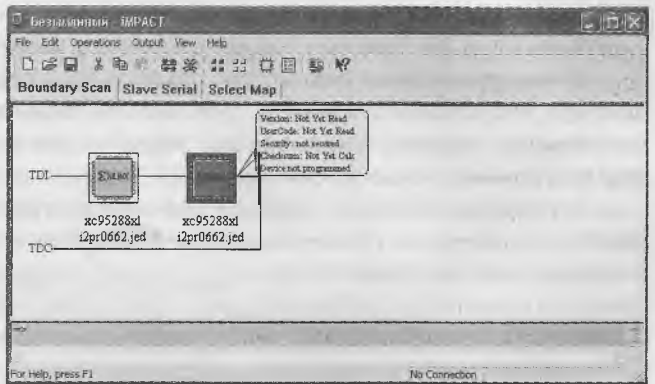 Безымянный - iMPACT
File Edit Operations Output View Help
Boundary Scan Slave Serial Select Map
Version: Not Yet Read
UserCode: Not Yet Read
Security: not
Checksum: Not Yet Calc
Device not programmed
TDI
xc95288xl xc95288xl
i2pr0662.jed i2pr0662.jed
TDO
=>
For Help, press F1 No Connection